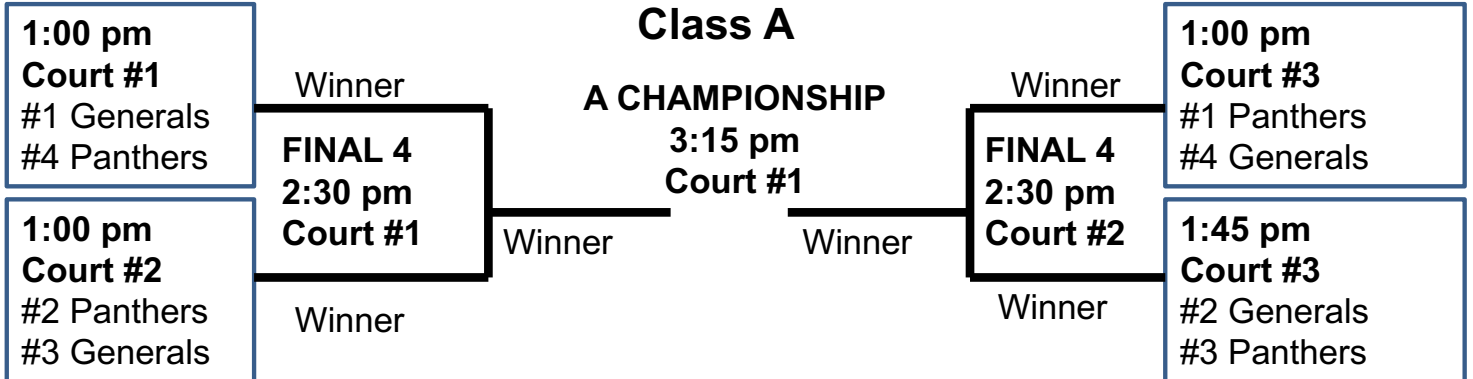 Class A
1:00 pm
Court #1
#1 Generals
#4 Panthers
1:00 pm
Court #2
#2 Panthers
#3 Generals
Winner
FINAL 4
2:30 pm
Court #1
Winner
Winner
A CHAMPIONSHIP
3:15 pm
Court #1
Winner
Winner
FINAL 4
2:30 pm
Court #2
Winner
1:00 pm
Court #3
#1 Panthers
#4 Generals
1:45 pm
Court #3
#2 Generals
#3 Panthers